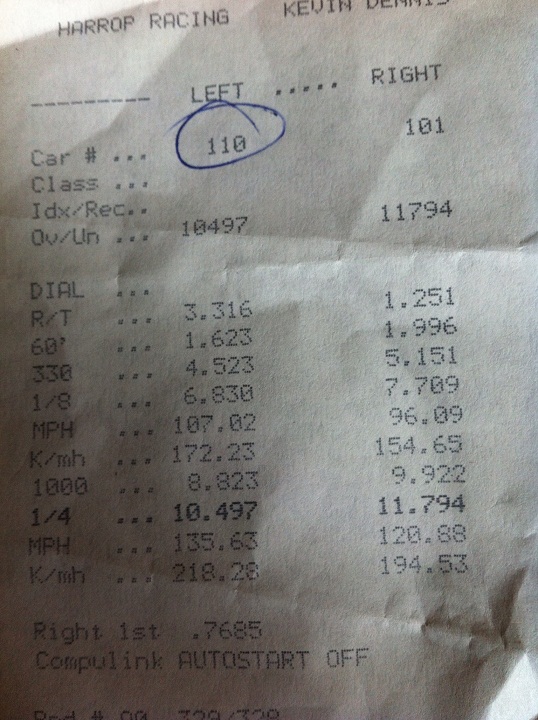 HARROP RACING KEVIN DENNIS
_________ LEFT ..... RIGHT
Car # ... 110 101
Class ...
Idx/Rec..
Ov/Un ... 10497 11794
DIAL ...
R/T ... 3.316 1.251
60' ... 1.623 1.996
330 ... 4.523 5.151
1/8 ... 6.830 7.709
MPH ... 107.02 96.09
K/mh ... 172.23 154.65
1000 ... 8.823 9.922
1/4 ... 10.497 11.794
MPH ... 135.63 120.88
K/mh ... 218.28 194.53
Right 1st .7685
Compulink AUTOSTART OFF